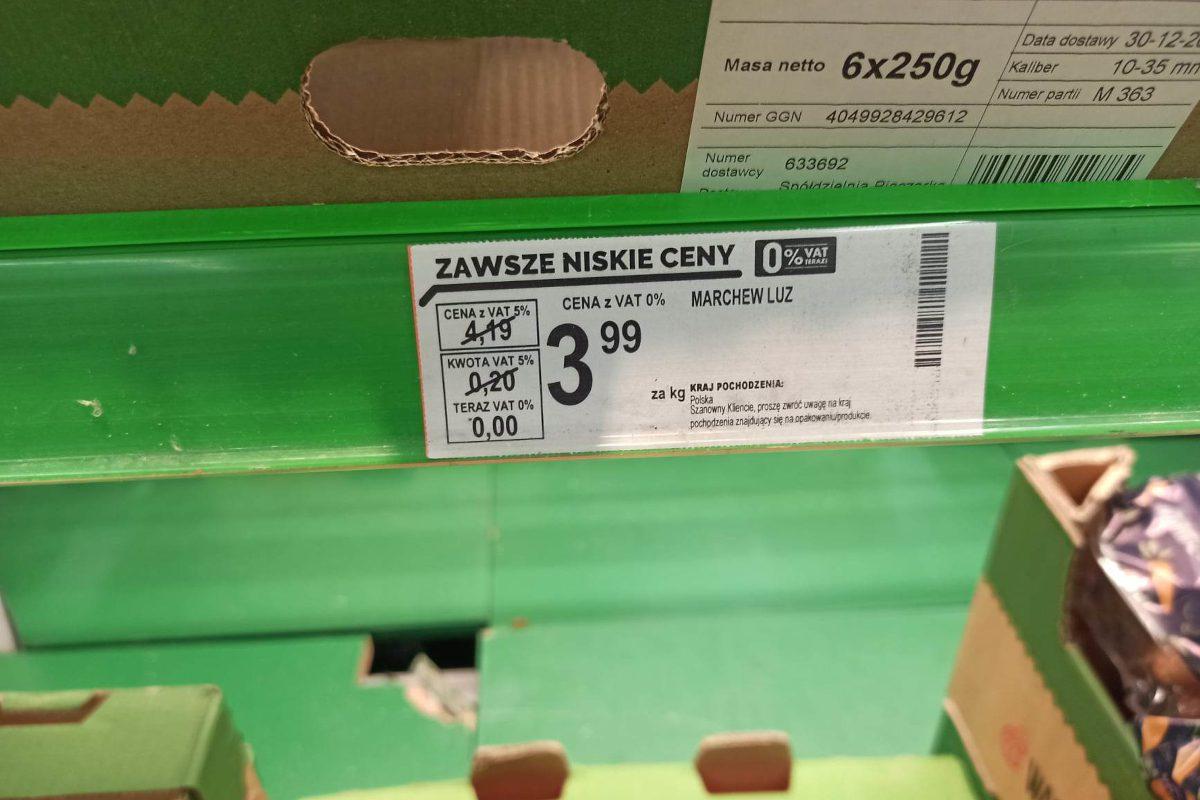 Masa netto 6x250g
Data dostawy 30-12-2
Kaliber 10-35 mm
Numer partii M 363
Numer GGN 4049928429612
Numer dostawcy 633692
Spółdzielnia
ZAWSZE NISKIE CENY
0% VAT TERAZ!
CENA z VAT 5%
4,19
KWOTA VAT 5%
0,20
TERAZ VAT 0%
0,00
CENA z VAT 0%
3 99
MARCHEW LUZ
za kg
KRAJ POCHODZENIA:
Polska
Szanowny Kliencie, proszę zwróć uwagę na kraj
pochodzenia znajdujący się na opakowaniu/produkcie.